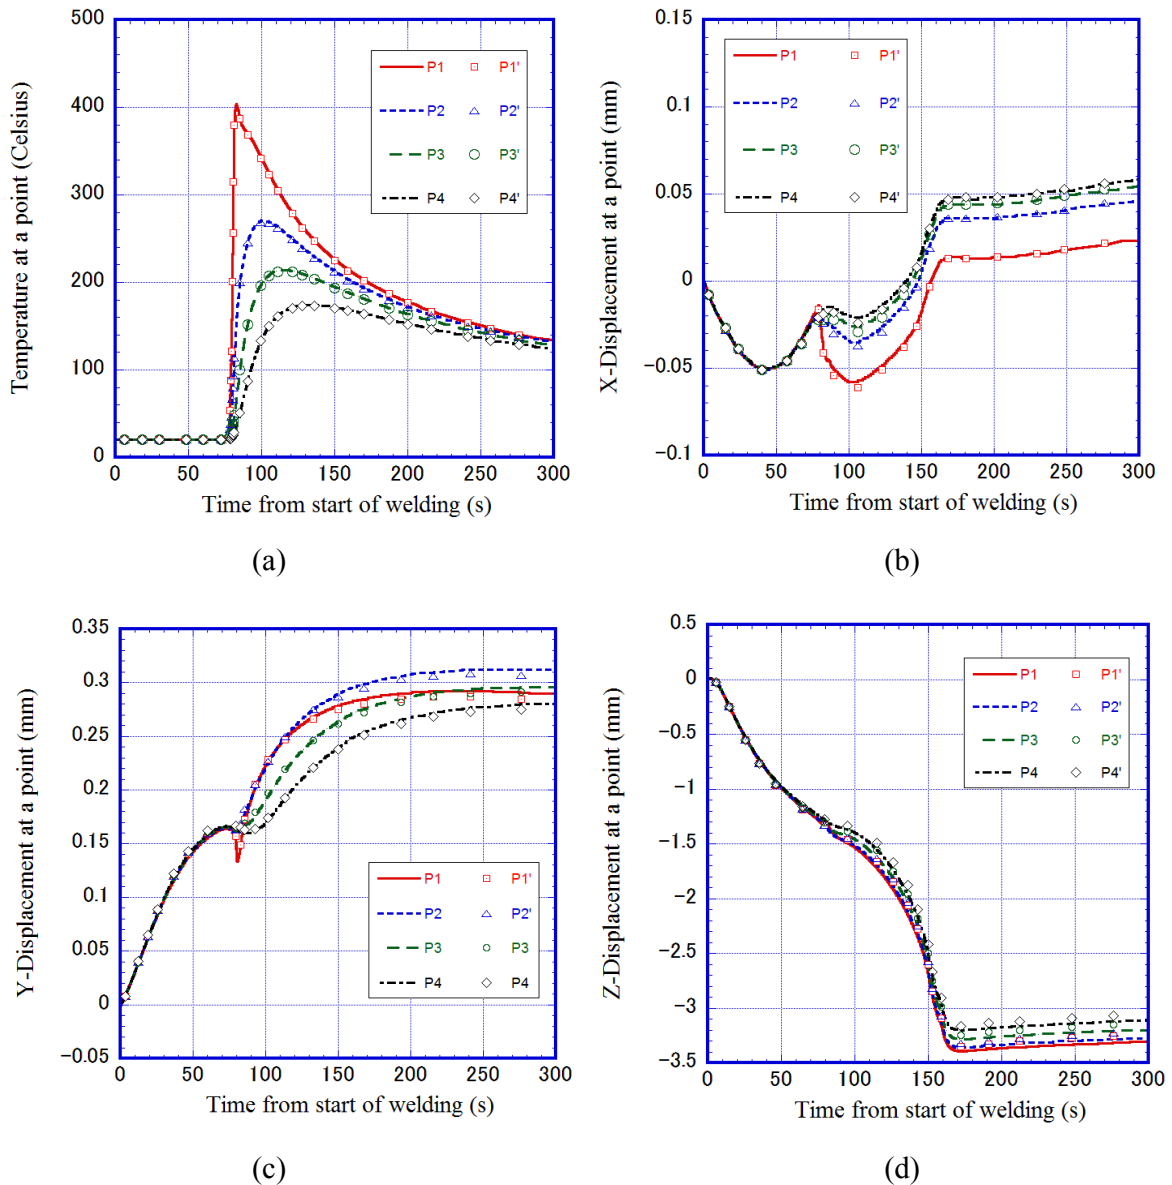 500
400
300
200
100
0
Temperature at a point (Celsius)
P1 P1'
P2 P2'
P3 P3'
P4 P4'
0 50 100 150 200 250 300
Time from start of welding (s)
(a)
0.15
0.1
0.05
0
-0.05
-0.1
X-Displacement at a point (mm)
P1 P1'
P2 P2'
P3 P3'
P4 P4'
0 50 100 150 200 250 300
Time from start of welding (s)
(b)
0.35
0.3
0.25
0.2
0.15
0.1
0.05
0
-0.05
Y-Displacement at a point (mm)
P1 P1'
P2 P2'
P3 P3
P4 P4
0 50 100 150 200 250 300
Time from start of welding (s)
(c)
0.5
0
-0.5
-1
-1.5
-2
-2.5
-3
-3.5
Z-Displacement at a point (mm)
P1 P1'
P2 P2'
P3 P3'
P4 P4'
0 50 100 150 200 250 300
Time from start of welding (s)
(d)